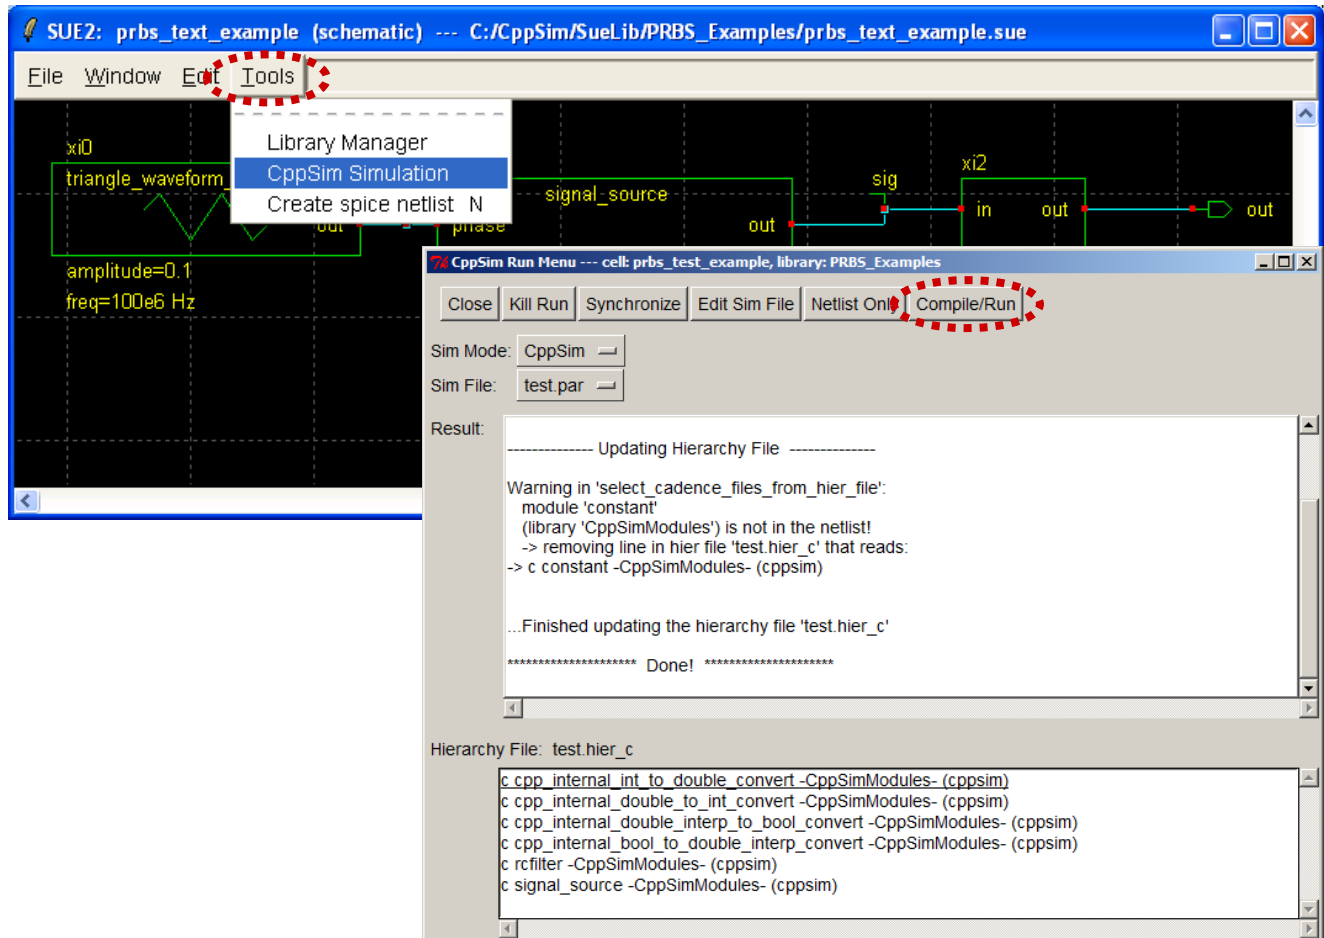 SUE2: prbs_text_example (schematic) --- C:/CppSim/SueLib/PRBS_Examples/prbs_text_example.sue
File Window Edit Tools
Library Manager
CppSim Simulation
Create spice netlist N
xi0
triangle_waveform_
out
amplitude=0.1
freq=100e6 Hz
signal_source
phase
out
sig
xi2
in out
out
CppSim Run Menu --- cell: prbs_test_example, library: PRBS_Examples
Close Kill Run Synchronize Edit Sim File Netlist Only Compile/Run
Sim Mode: CppSim
Sim File: test.par
Result:
-------------- Updating Hierarchy File --------------
Warning in 'select_cadence_files_from_hier_file':
module 'constant'
(library 'CppSimModules') is not in the netlist!
-> removing line in hier file 'test.hier_c' that reads:
-> c constant -CppSimModules- (cppsim)
...Finished updating the hierarchy file 'test.hier_c'
********************* Done! *********************
Hierarchy File: test.hier_c
c cpp_internal_int_to_double_convert -CppSimModules- (cppsim)
c cpp_internal_double_to_int_convert -CppSimModules- (cppsim)
c cpp_internal_double_interp_to_bool_convert -CppSimModules- (cppsim)
c cpp_internal_bool_to_double_interp_convert -CppSimModules- (cppsim)
c rcfilter -CppSimModules- (cppsim)
c signal_source -CppSimModules- (cppsim)